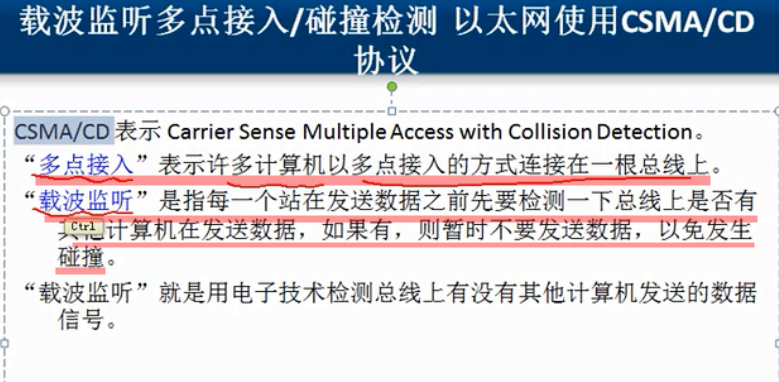 载波监听多点接入/碰撞检测 以太网使用CSMA/CD
协议
CSMA/CD 表示 Carrier Sense Multiple Access with Collision Detection。
“多点接入”表示许多计算机以多点接入的方式连接在一根总线上。
“载波监听”是指每一个站在发送数据之前先要检测一下总线上是否有
其他计算机在发送数据，如果有，则暂时不要发送数据，以免发生
Ctrl
碰撞。
“载波监听”就是用电子技术检测总线上有没有其他计算机发送的数据
信号。